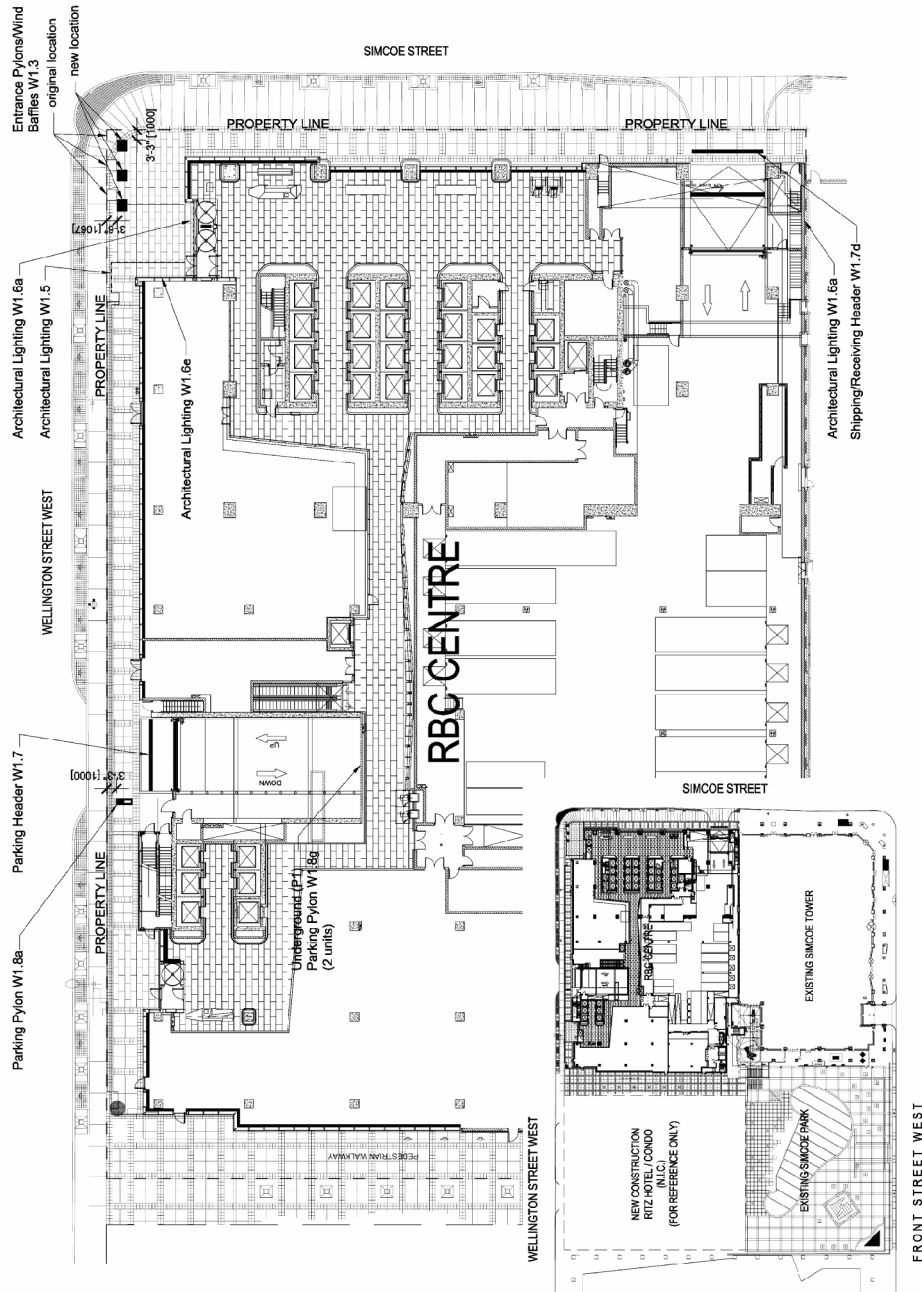 Entrance Pylons/Wind
Baffles W1.3
original location
new location
SIMCOE STREET
3'-3" [1000]
PROPERTY LINE
PROPERTY LINE
Architectural Lighting W1.6a
Architectural Lighting W1.5
PROPERTY LINE
Architectural Lighting W1.6e
WELLINGTON STREET WEST
Architectural Lighting W1.6a
Shipping/Receiving Header W1.7d
RBC CENTRE
Parking Header W1.7
3'-3" [1000]
UP
DOWN
Parking Pylon W1.8a
PROPERTY LINE
Underground (P1)
Parking Pylon W1.8g
(2 units)
PEDESTRIAN WALKWAY
SIMCOE STREET
WELLINGTON STREET WEST
RBC CENTRE
EXISTING SIMCOE TOWER
NEW CONSTRUCTION
RITZ HOTEL / CONDO
(N.I.C.)
(FOR REFERENCE ONLY)
EXISTING SIMCOE PARK
FRONT STREET WEST